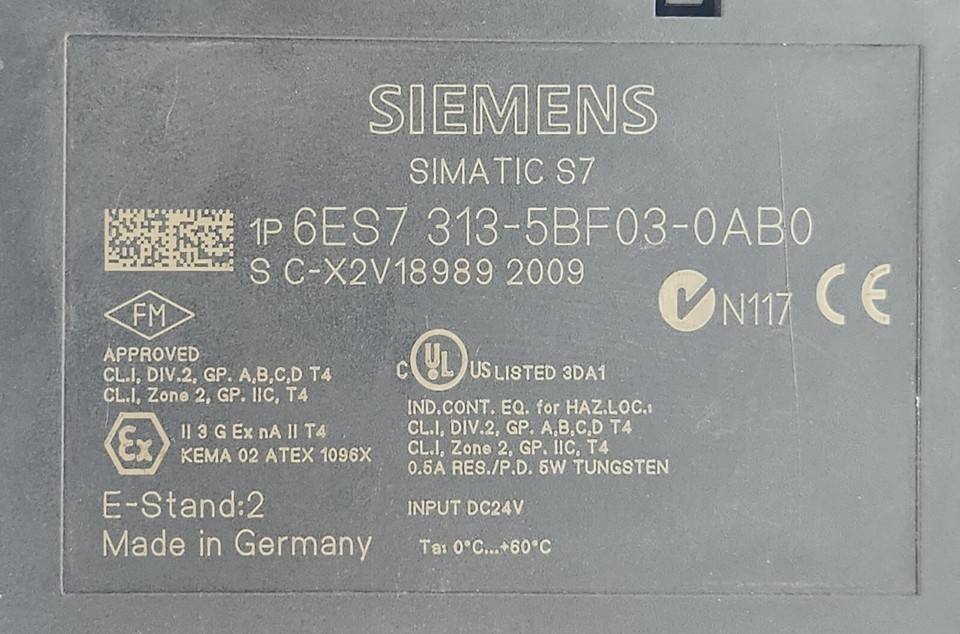 SIEMENS
SIMATIC S7
1P 6ES7 313-5BF03-0AB0
S C-X2V18989 2009
N117 CE
FM
APPROVED
CL.I, DIV.2, GP. A,B,C,D T4
CL.I, Zone 2, GP. IIC, T4
C UL US LISTED 3DA1
IND.CONT. EQ. for HAZ.LOC.:
CL.I, DIV.2, GP. A,B,C,D T4
CL.I, Zone 2, GP. IIC, T4
0.5A RES./P.D. 5W TUNGSTEN
Ex II 3 G Ex nA II T4
KEMA 02 ATEX 1096X
E-Stand:2
INPUT DC24V
Made in Germany
Ta: 0°C...+60°C